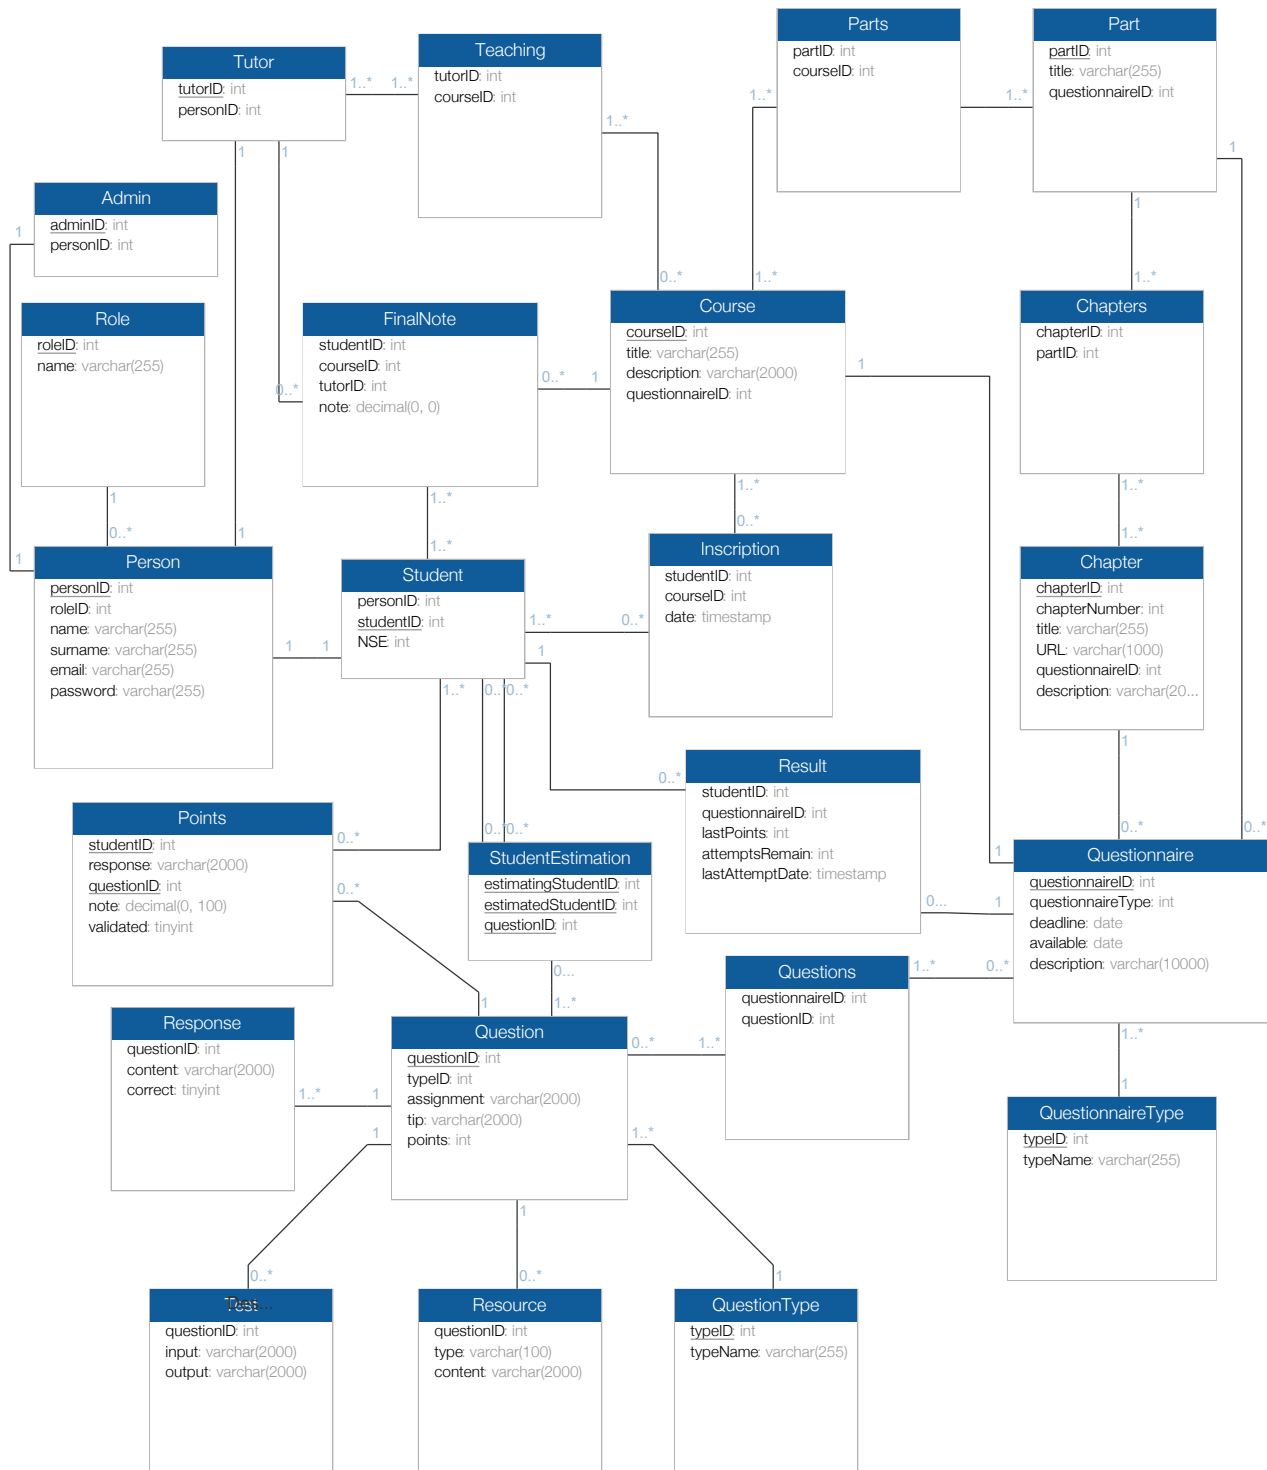 Parts
partID: int
courseID: int
Part
partID: int
title: varchar(255)
questionnaireID: int
Teaching
tutorID: int
courseID: int
Tutor
tutorID: int
personID: int
1..*
1..*
1..*
1..*
1..*
1
1
1
1
Admin
adminID: int
personID: int
1
0..*
1..*
1..*
Role
roleID: int
name: varchar(255)
FinalNote
studentID: int
courseID: int
tutorID: int
note: decimal(0, 0)
0..*
0..*
1
Course
courseID: int
title: varchar(255)
description: varchar(2000)
questionnaireID: int
1
Chapters
chapterID: int
partID: int
1
0..*
1
1
1..*
1..*
1..*
0..*
1..*
1..*
Person
personID: int
roleID: int
name: varchar(255)
surname: varchar(255)
email: varchar(255)
password: varchar(255)
1
1
Student
personID: int
studentID: int
NSE: int
1..*
0..*
1
1..*
0..*
0..*
Inscription
studentID: int
courseID: int
date: timestamp
Chapter
chapterID: int
chapterNumber: int
title: varchar(255)
URL: varchar(1000)
questionnaireID: int
description: varchar(20...
1
0..*
0..*
Result
studentID: int
questionnaireID: int
lastPoints: int
attemptsRemain: int
lastAttemptDate: timestamp
0..*
0...
1
1
Points
studentID: int
response: varchar(2000)
questionID: int
note: decimal(0, 100)
validated: tinyint
0..*
0..*
0..*
0..*
StudentEstimation
estimatingStudentID: int
estimatedStudentID: int
questionID: int
0...
1..*
1
Questionnaire
questionnaireID: int
questionnaireType: int
deadline: date
available: date
description: varchar(10000)
Questions
questionnaireID: int
questionID: int
1..*
0..*
1..*
1
Response
questionID: int
content: varchar(2000)
correct: tinyint
1..*
1
Question
questionID: int
typeID: int
assignment: varchar(2000)
tip: varchar(2000)
points: int
0..*
1..*
1
1..*
1
QuestionnaireType
typeID: int
typeName: varchar(255)
0..*
0..*
1
Test
questionID: int
input: varchar(2000)
output: varchar(2000)
Resource
questionID: int
type: varchar(100)
content: varchar(2000)
QuestionType
typeID: int
typeName: varchar(255)